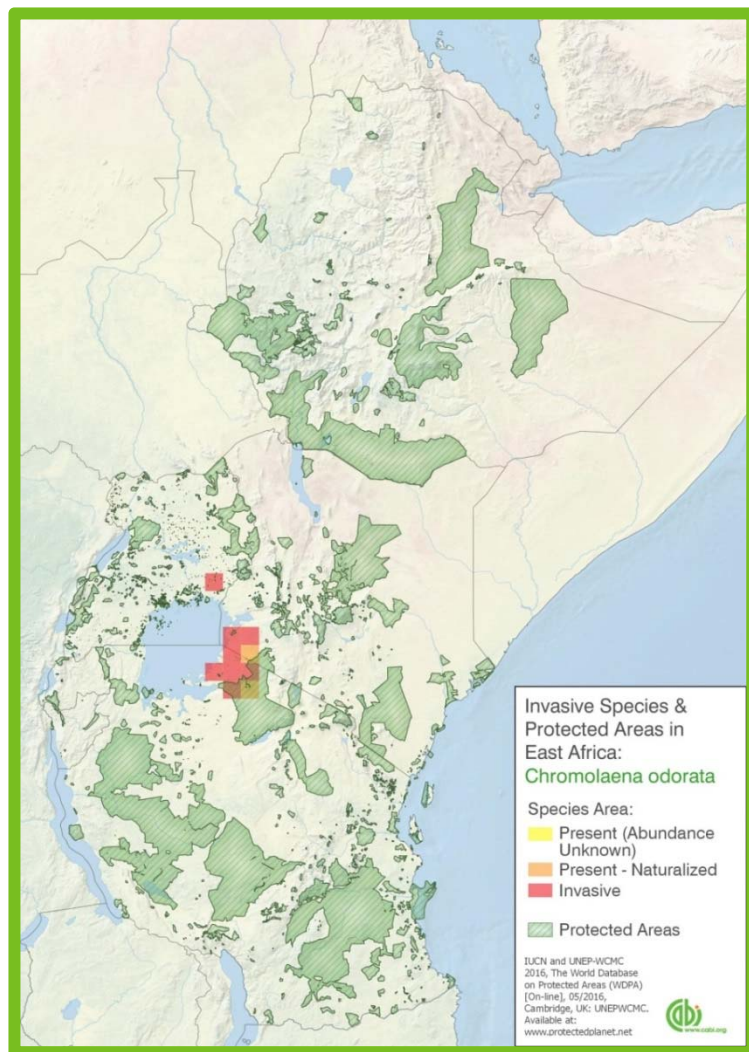 Invasive Species &
Protected Areas in
East Africa:
Chromolaena odorata
Species Area:
Present (Abundance
Unknown)
Present - Naturalized
Invasive
Protected Areas
IUCN and UNEP-WCMC
2016, The World Database
on Protected Areas (WDPA)
[On-line], 05/2016,
Cambridge, UK: UNEPWCMC.
Available at:
www.protectedplanet.net
cabi
www.cabi.org